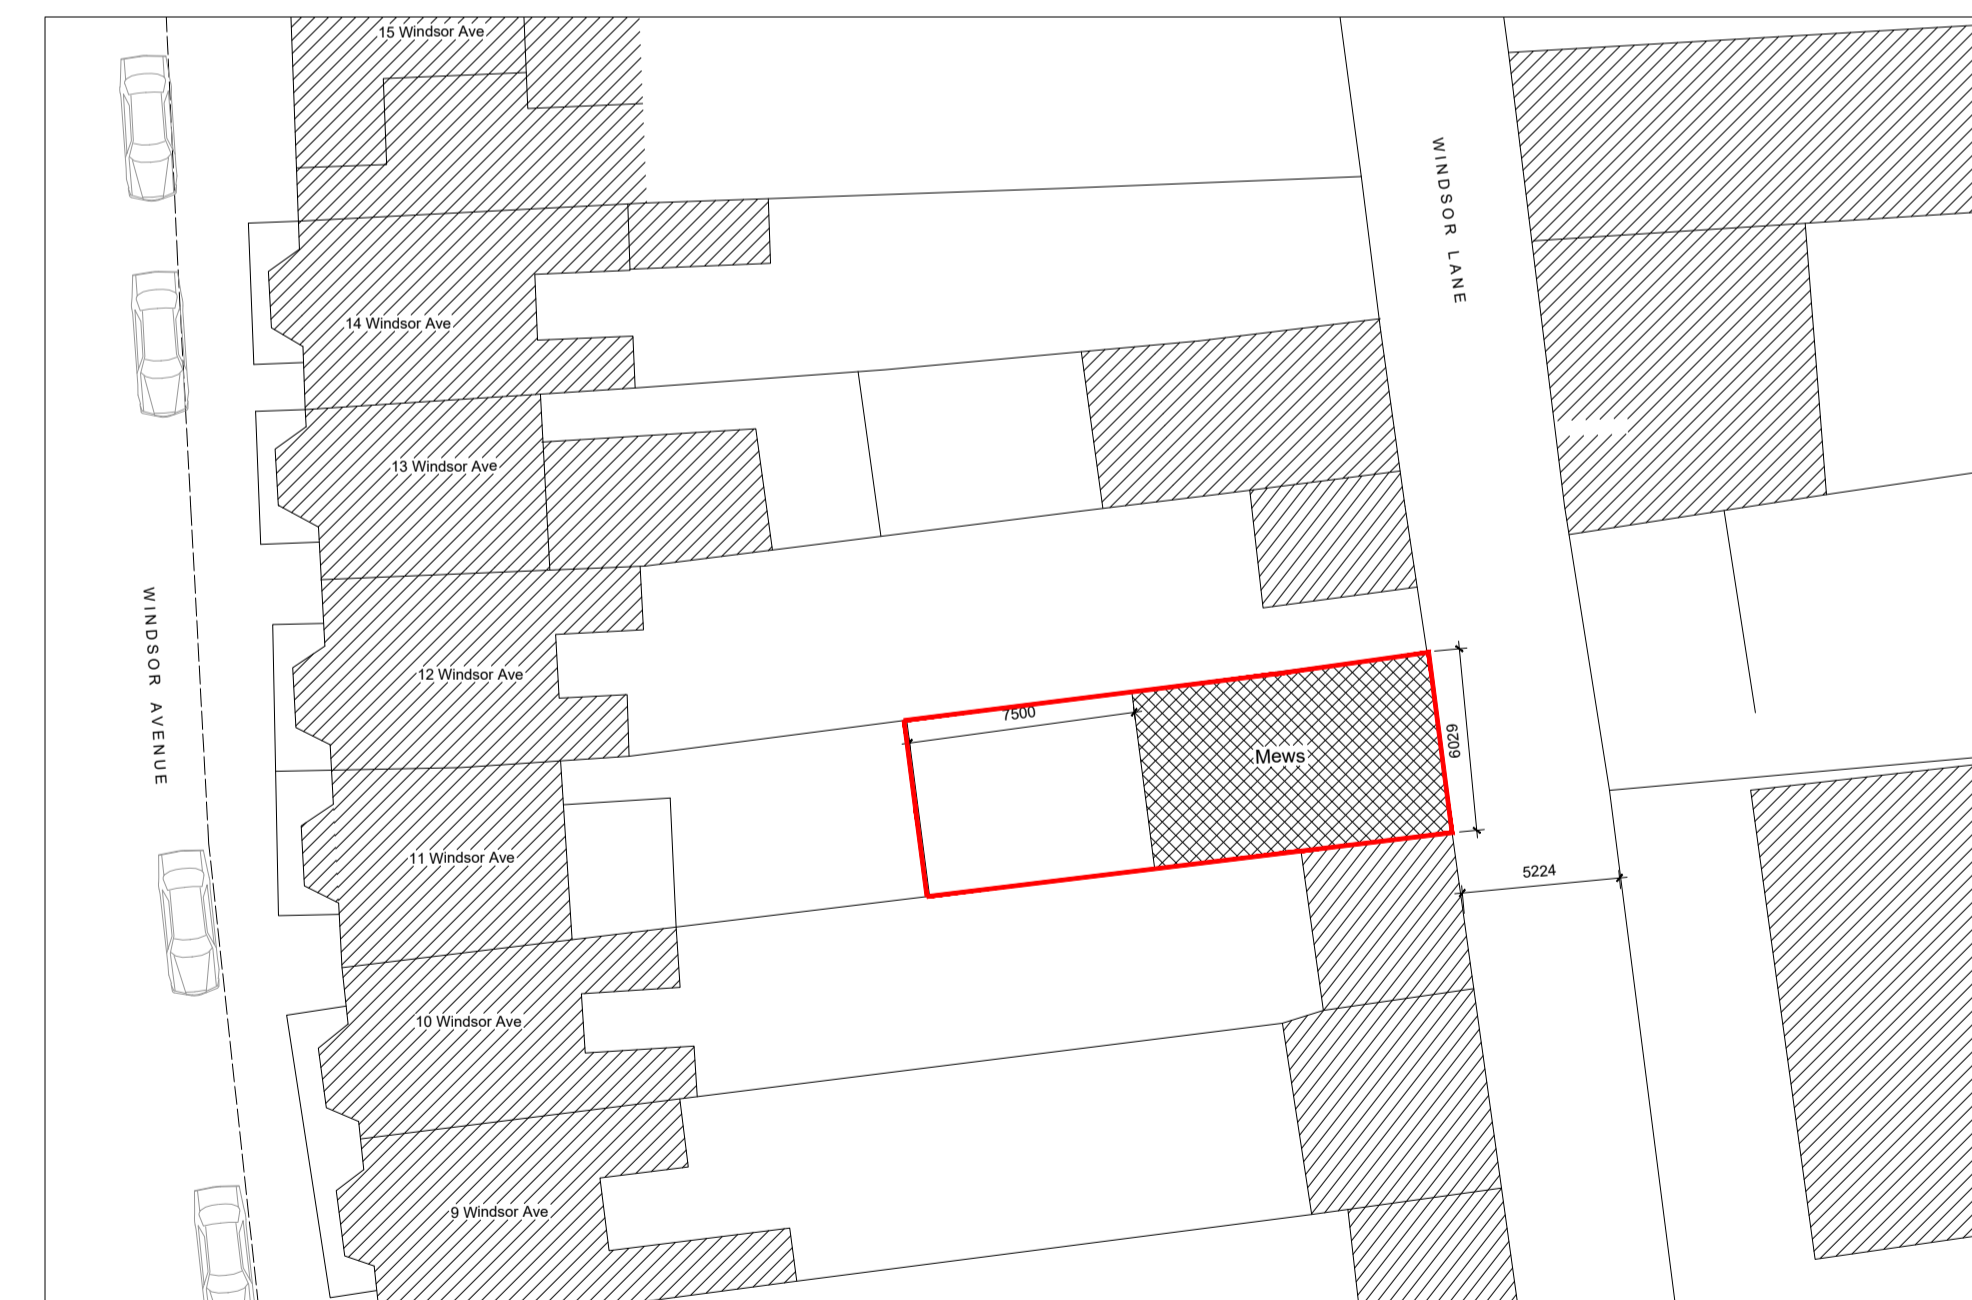 15 Windsor Ave
WINDSOR LANE
14 Windsor Ave
13 Windsor Ave
WINDSOR AVENUE
12 Windsor Ave
7500
6029
Mews
11 Windsor Ave
5224
10 Windsor Ave
9 Windsor Ave